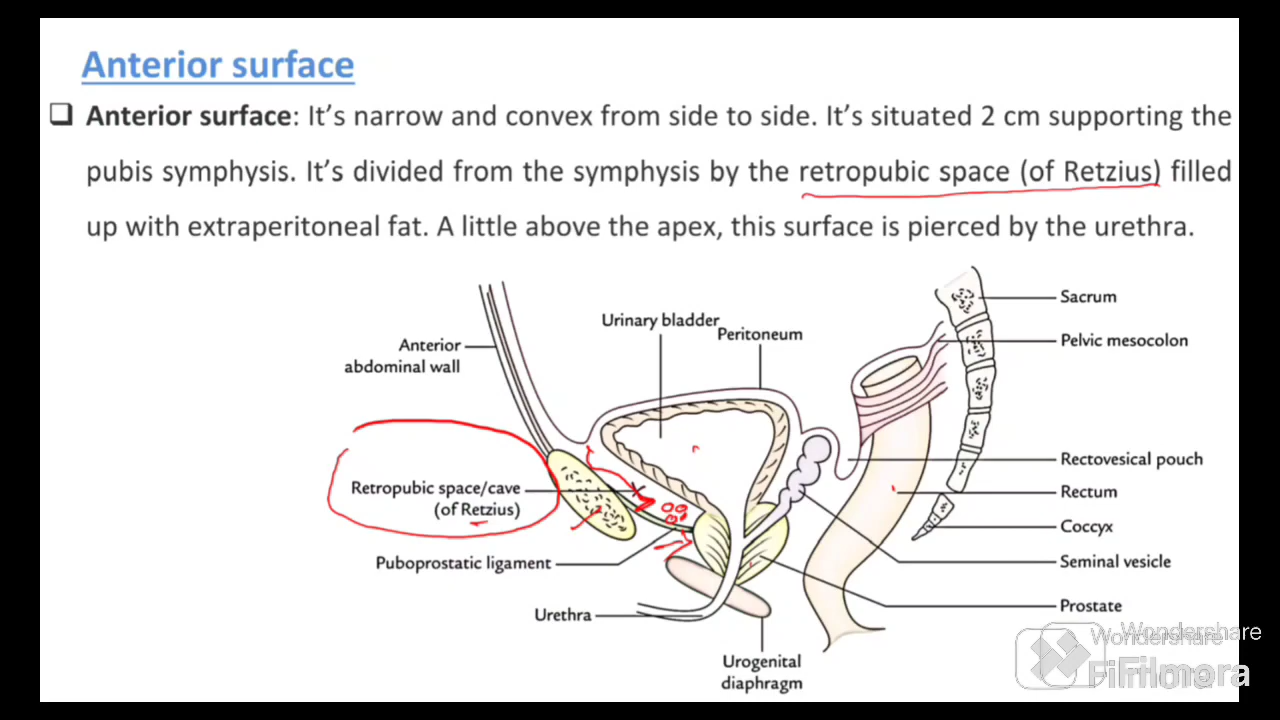 Anterior surface
Anterior surface: It's narrow and convex from side to side. It's situated 2 cm supporting the
pubis symphysis. It's divided from the symphysis by the retropubic space (of Retzius) filled
up with extraperitoneal fat. A little above the apex, this surface is pierced by the urethra.
Urinary bladder
Peritoneum
Anterior
abdominal wall
Retropubic space/cave
(of Retzius)
Puboprostatic ligament
Urethra
Urogenital
diaphragm
Sacrum
Pelvic mesocolon
Rectovesical pouch
Rectum
Coccyx
Seminal vesicle
Prostate
Wondershare
Wondershare
Filmora
Filmora